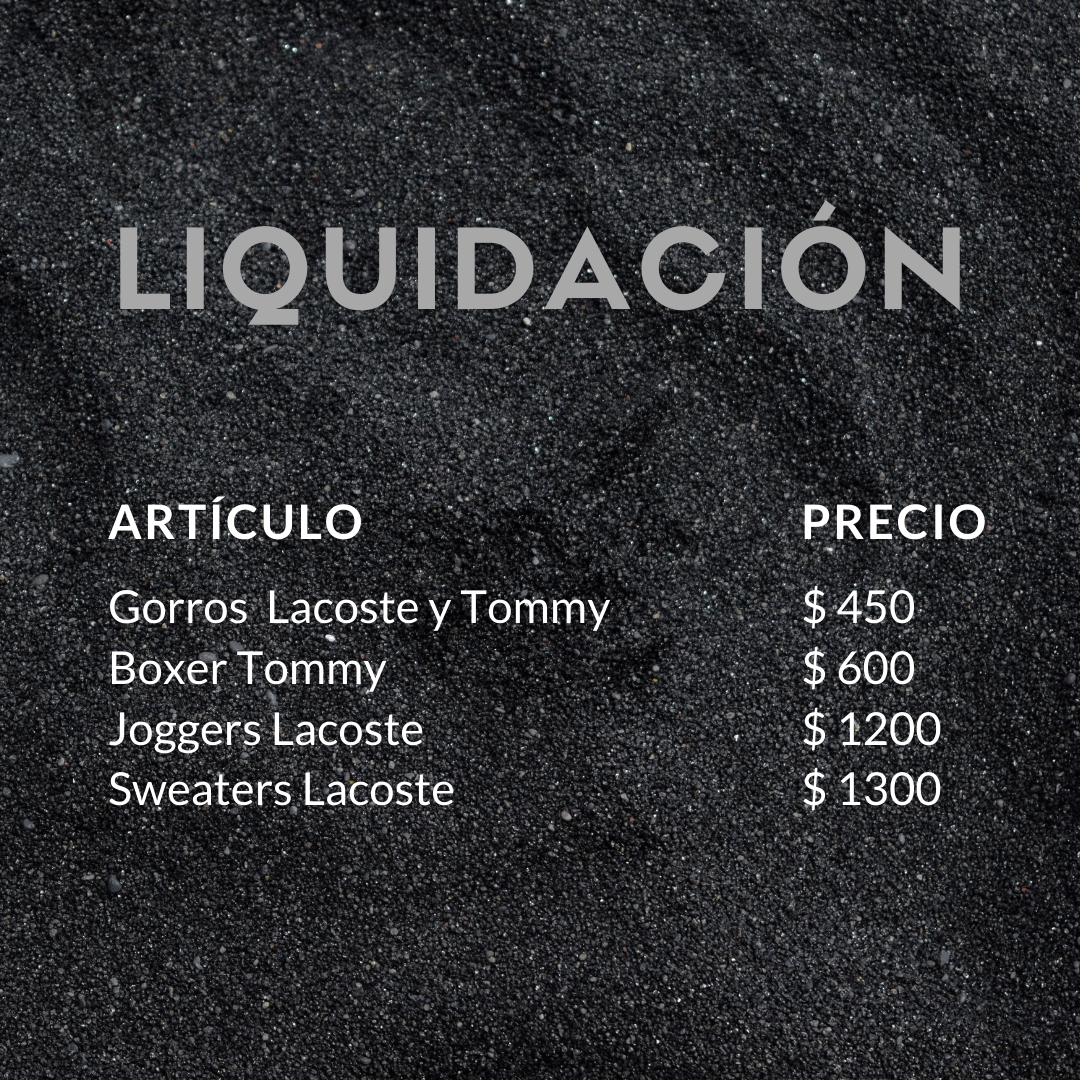 LIQUIDACIÓN
ARTÍCULO PRECIO
Gorros  Lacoste y Tommy $ 450
Boxer Tommy $ 600
Joggers Lacoste $ 1200
Sweaters Lacoste $ 1300